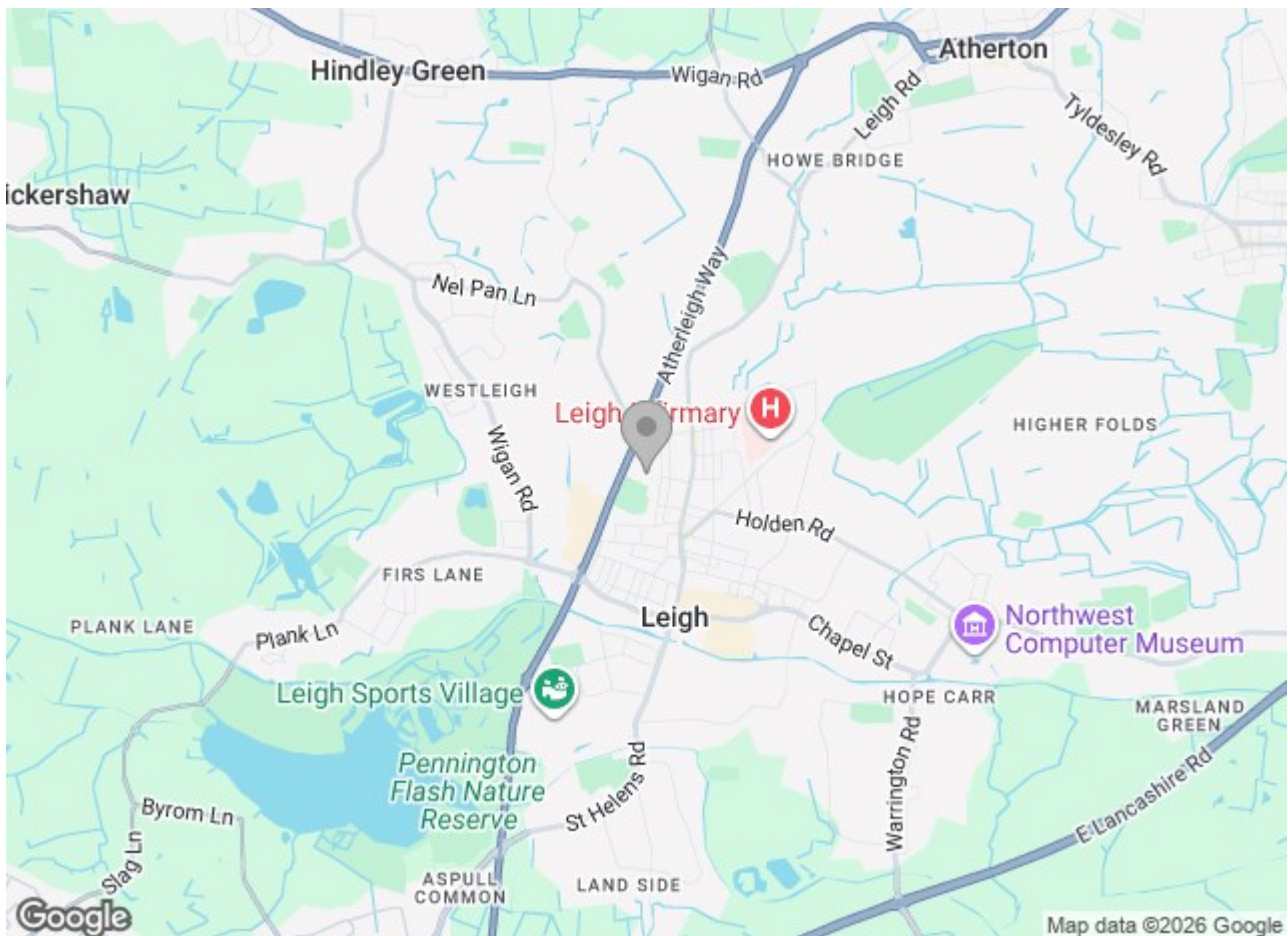 Atherton
Hindley Green
Wigan Rd
Leigh Rd
Tyldesley Rd
HOWE BRIDGE
ickershaw
Nel Pan Ln
Atherleigh Way
WESTLEIGH
Leigh
H
HIGHER FOLDS
Wigan Rd
Holden Rd
FIRS LANE
PLANK LANE
Plank Ln
Leigh
Chapel St
Northwest
Computer Museum
Leigh Sports Village
HOPE CARR
MARSLAND
GREEN
Pennington
Flash Nature
Reserve
St Helen's Rd
Warrington Rd
E Lancashire Rd
Byrom Ln
Slag Ln
ASPULL
COMMON
LAND SIDE
Google
Map data ©2026 Google